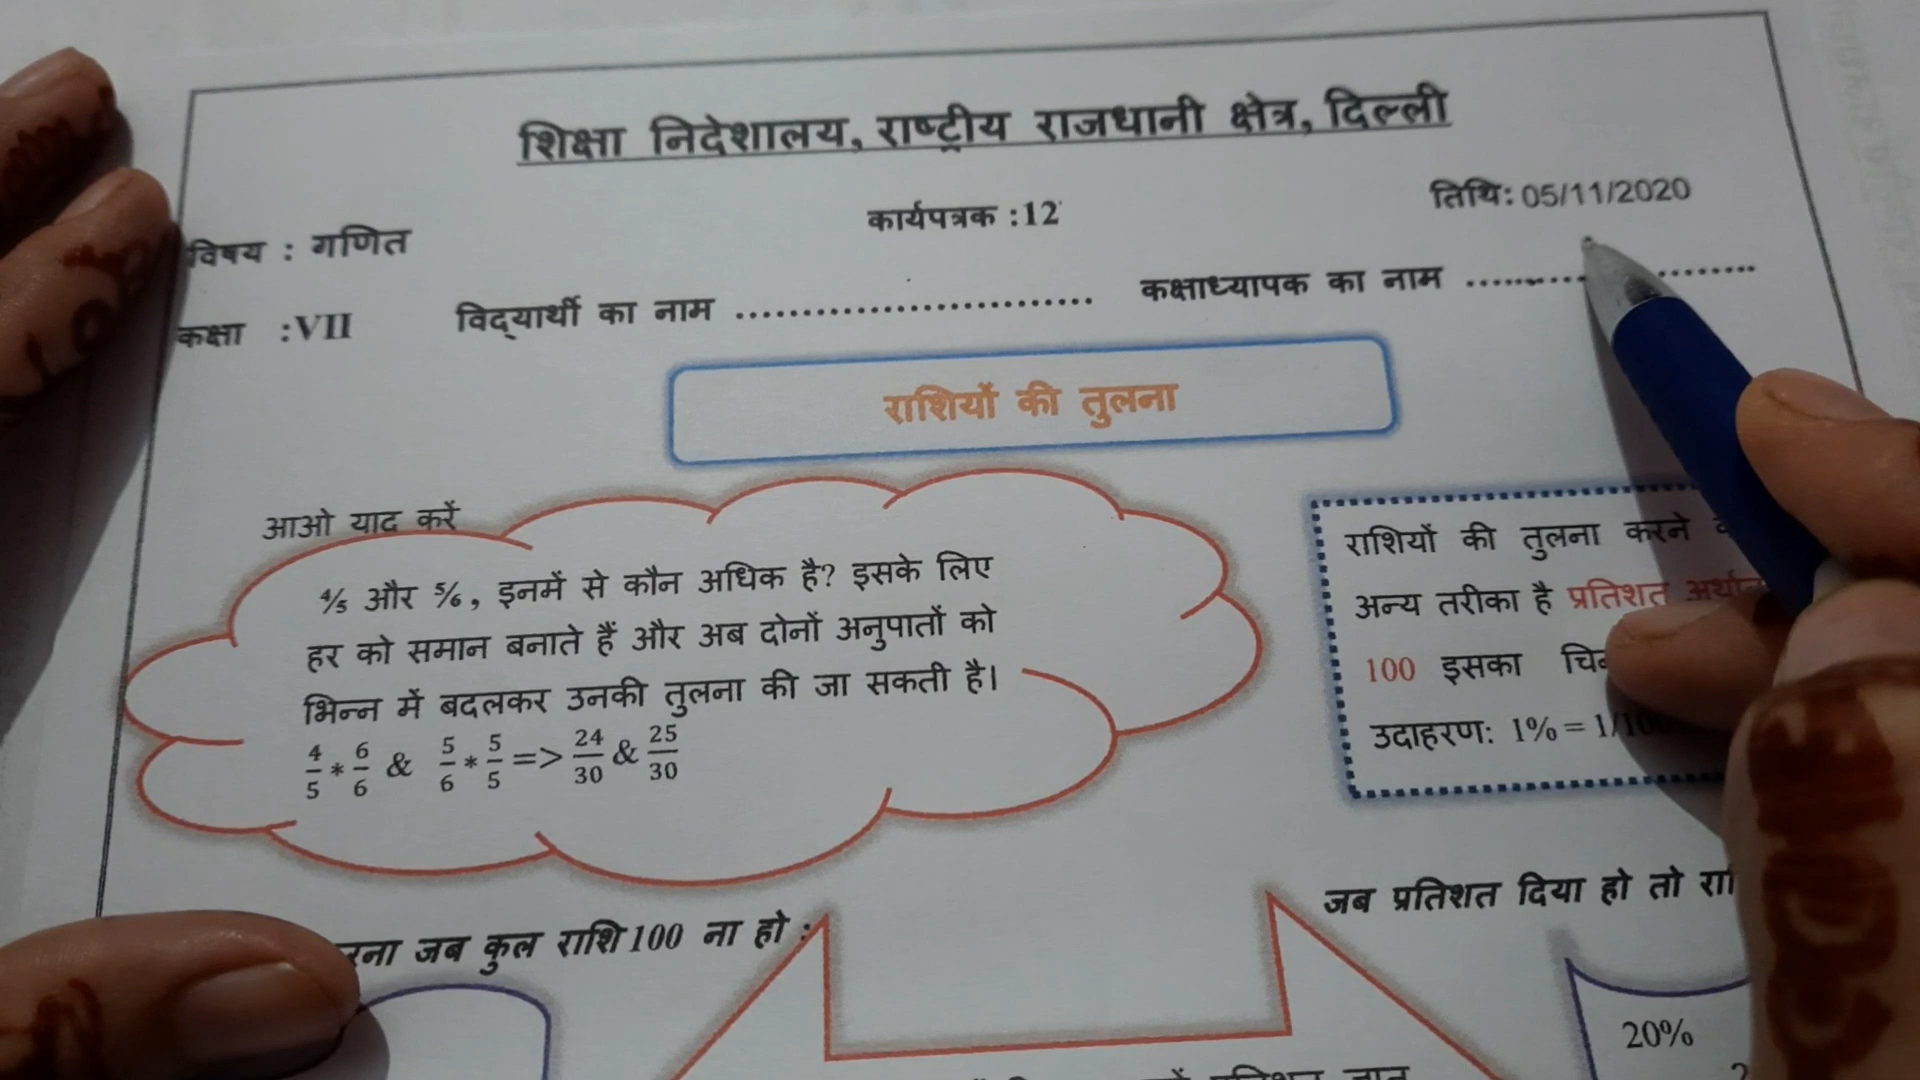 शिक्षा निदेशालय, राष्ट्रीय राजधानी क्षेत्र, दिल्ली
तिथि: 05/11/2020
विषय : गणित
कार्यपत्रक :12
कक्षा :VII
विद्यार्थी का नाम ................................
कक्षाध्यापक का नाम ..........
राशियों की तुलना
आओ याद करें
⅘ और ⅚, इनमें से कौन अधिक है? इसके लिए
हर को समान बनाते हैं और अब दोनों अनुपातों को
भिन्न में बदलकर उनकी तुलना की जा सकती है।
4/5 * 6/6 & 5/6 * 5/5 => 24/30 & 25/30
राशियों की तुलना करने
अन्य तरीका है प्रतिशत अर्थात
100 इसका
उदाहरण: 1% = 1/100
जब कुल राशि 100 ना हो :
जब प्रतिशत दिया हो तो
20%